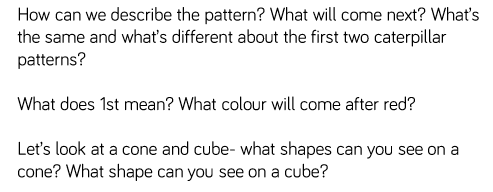 How can we describe the pattern? What will come next? What's
the same and what's different about the first two caterpillar
patterns?
What does 1st mean? What colour will come after red?
Let's look at a cone and cube- what shapes can you see on a
cone? What shape can you see on a cube?